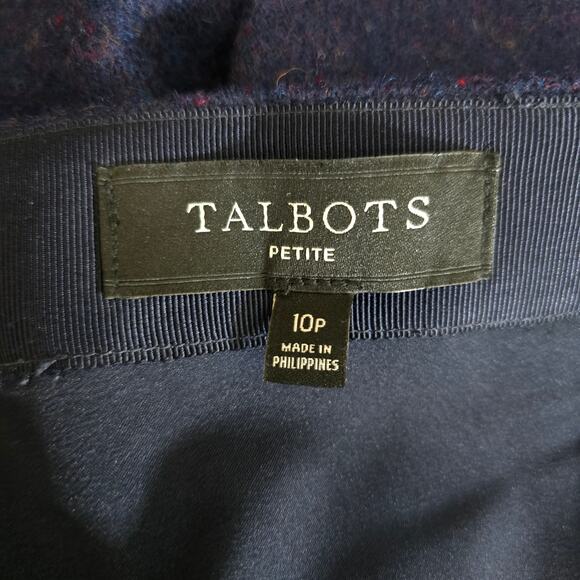 TALBOTS
PETITE
10P
MADE IN
PHILIPPINES